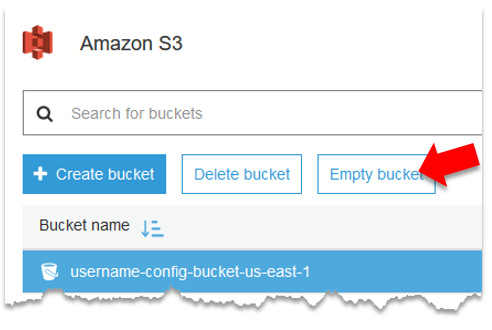 Amazon S3
Search for buckets
+ Create bucket Delete bucket Empty bucket
Bucket name
username-config-bucket-us-east-1